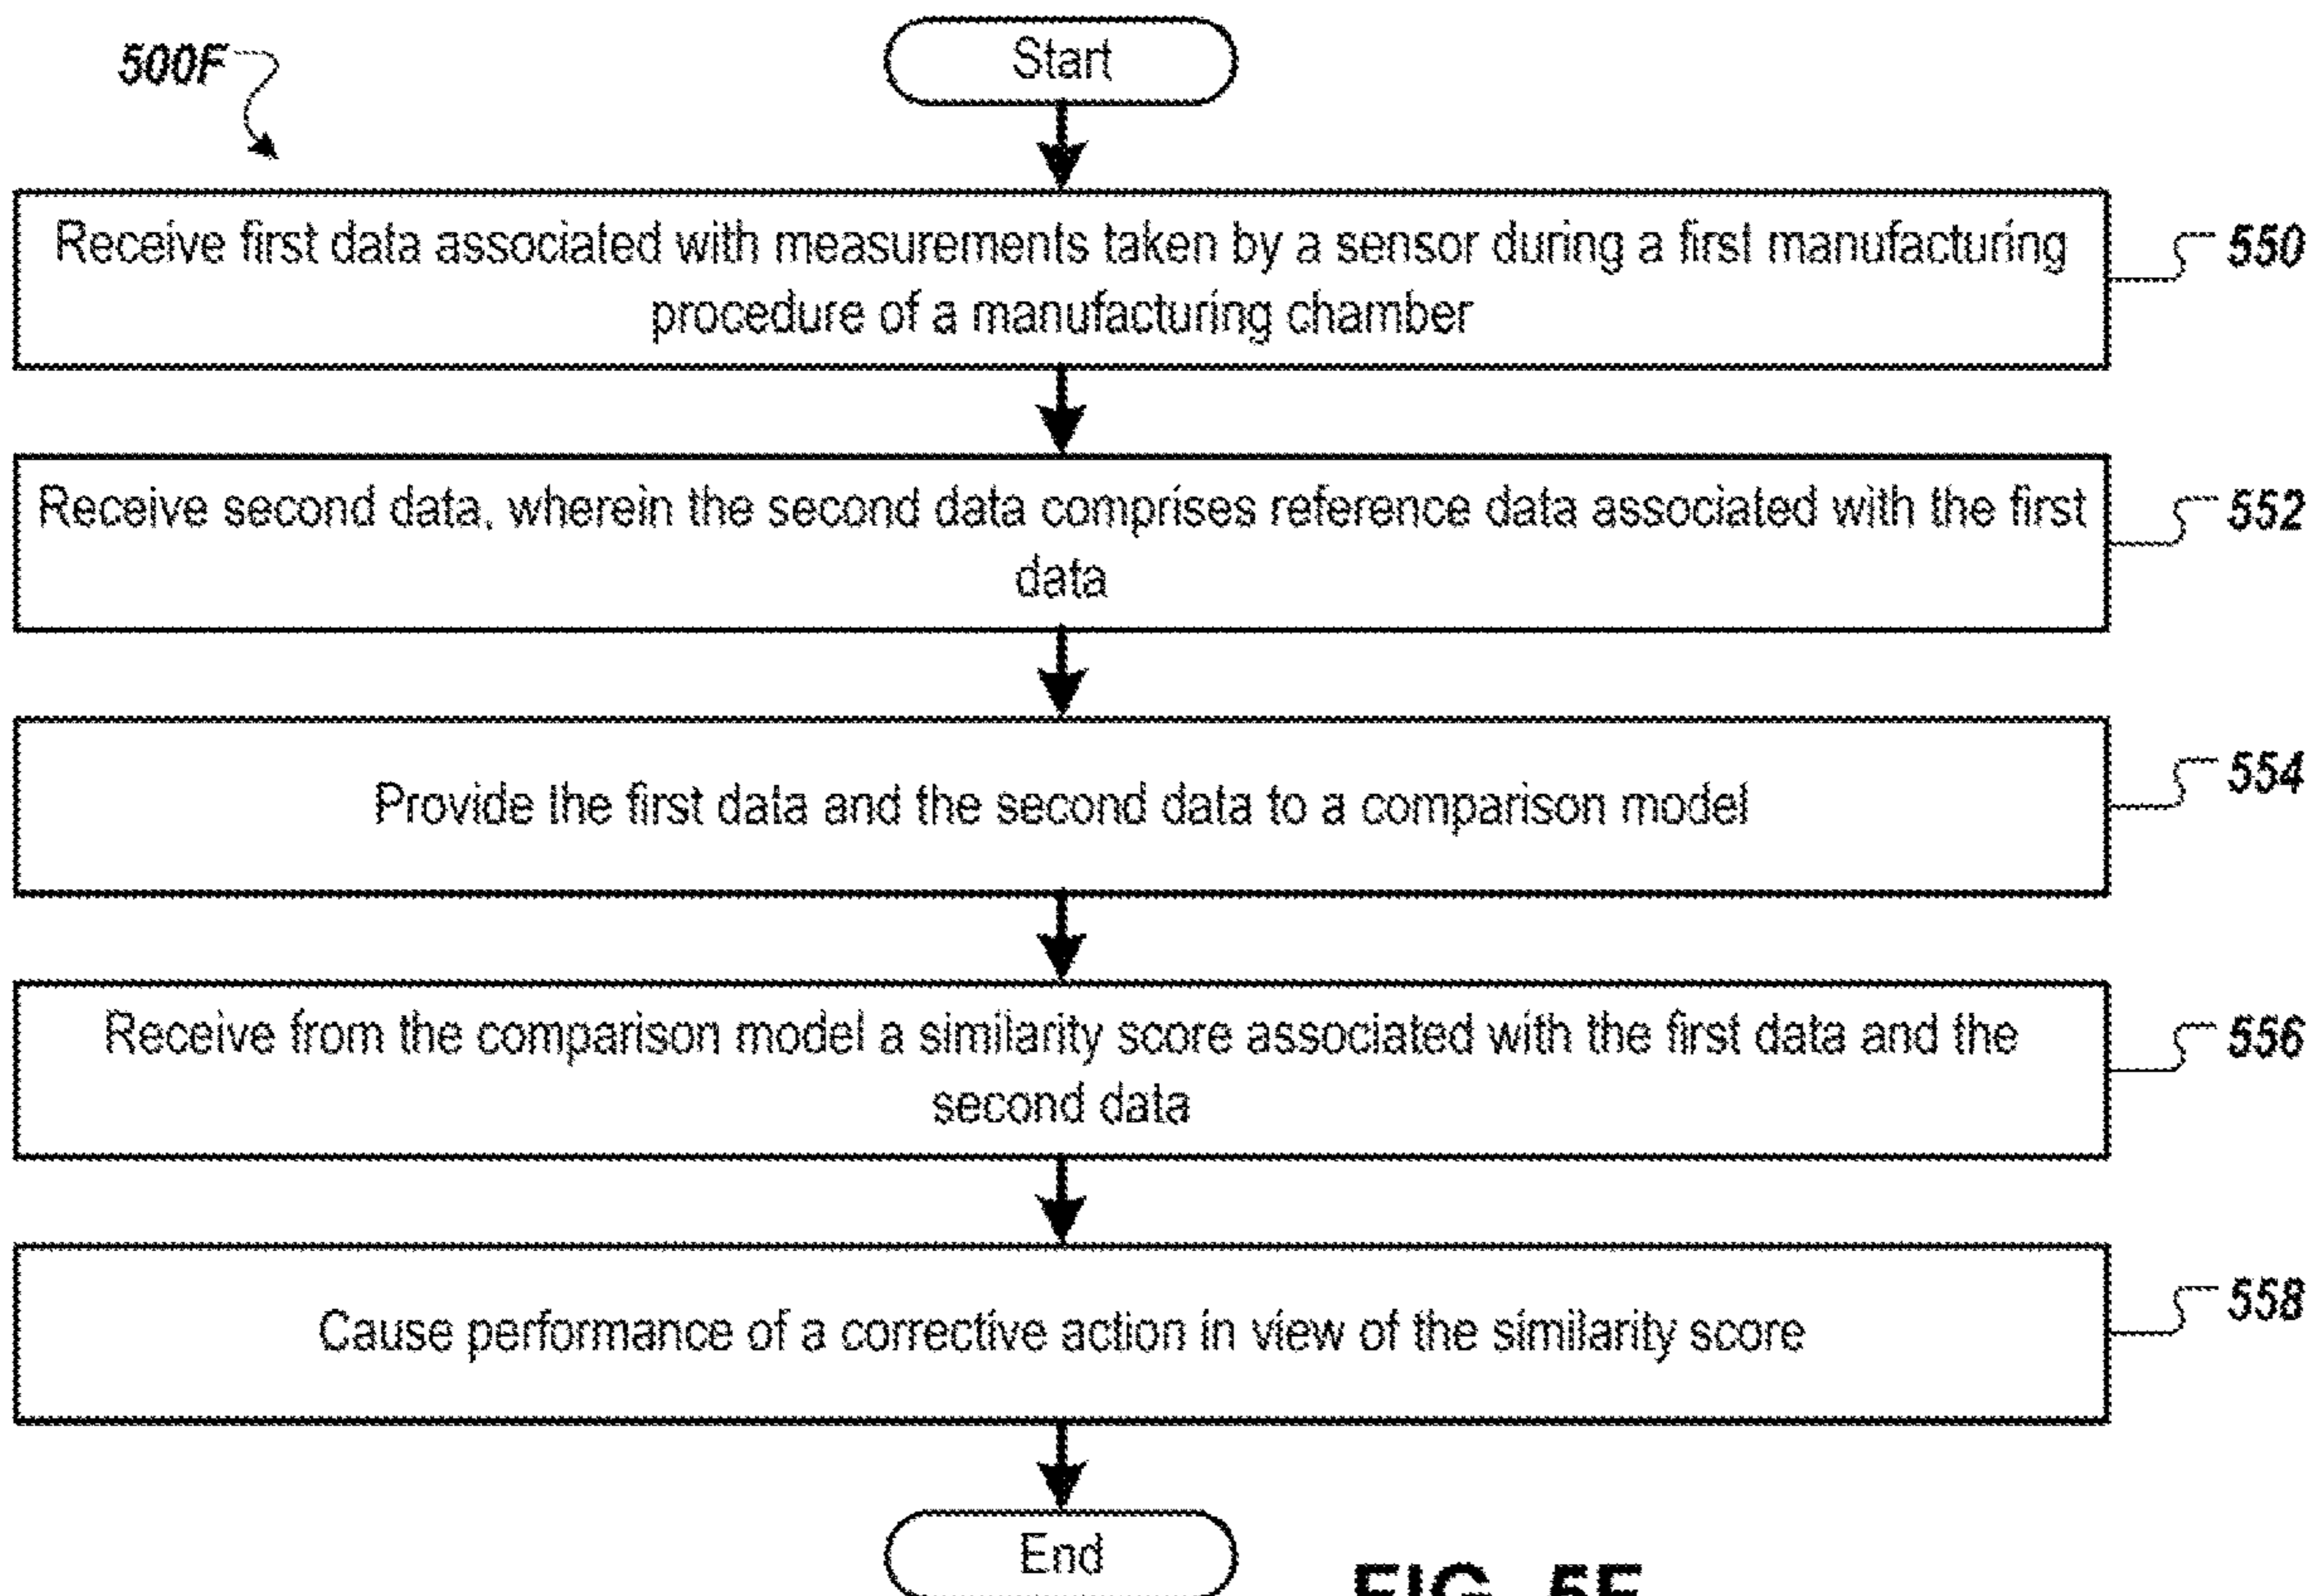 500F
Start
Receive first data associated with measurements taken by a sensor during a first manufacturing
procedure of a manufacturing chamber
550
Receive second data, wherein the second data comprises reference data associated with the first
data
552
Provide the first data and the second data to a comparison model
554
Receive from the comparison model a similarity score associated with the first data and the
second data
556
Cause performance of a corrective action in view of the similarity score
558
End